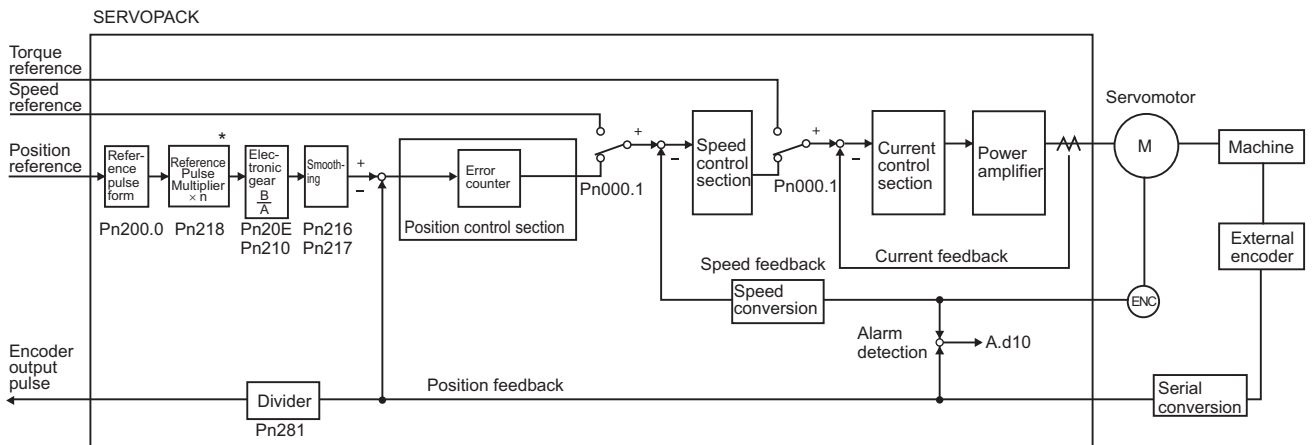 SERVOPACK
Torque
reference
Speed
reference
Position
reference
Refer-
ence
pulse
form
Pn200.0
*
Reference
Pulse
Multiplier
× n
Pn218
Elec-
tronic
gear
B
A
Pn20E
Pn210
Smooth-
ing
Pn216
Pn217
+
−
Error
counter
Position control section
Pn000.1
+
−
Speed
control
section
Pn000.1
+
−
Current
control
section
Power
amplifier
Current feedback
Servomotor
M
Machine
External
encoder
ENC
Speed feedback
Speed
conversion
Alarm
detection
A.d10
Encoder
output
pulse
Divider
Pn281
Position feedback
Serial
conversion